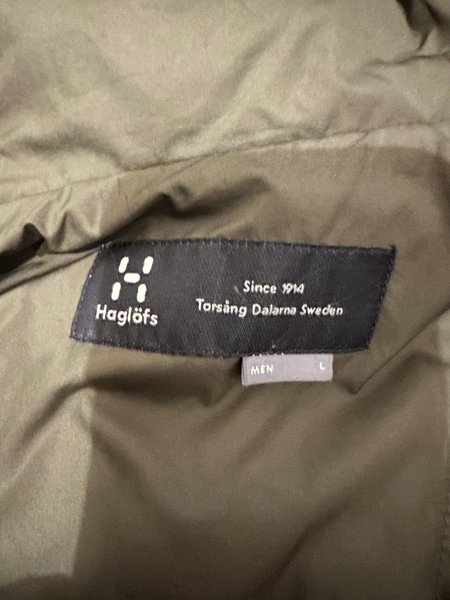 Haglöfs
Since 1914
Torsång Dalarna Sweden
MEN L